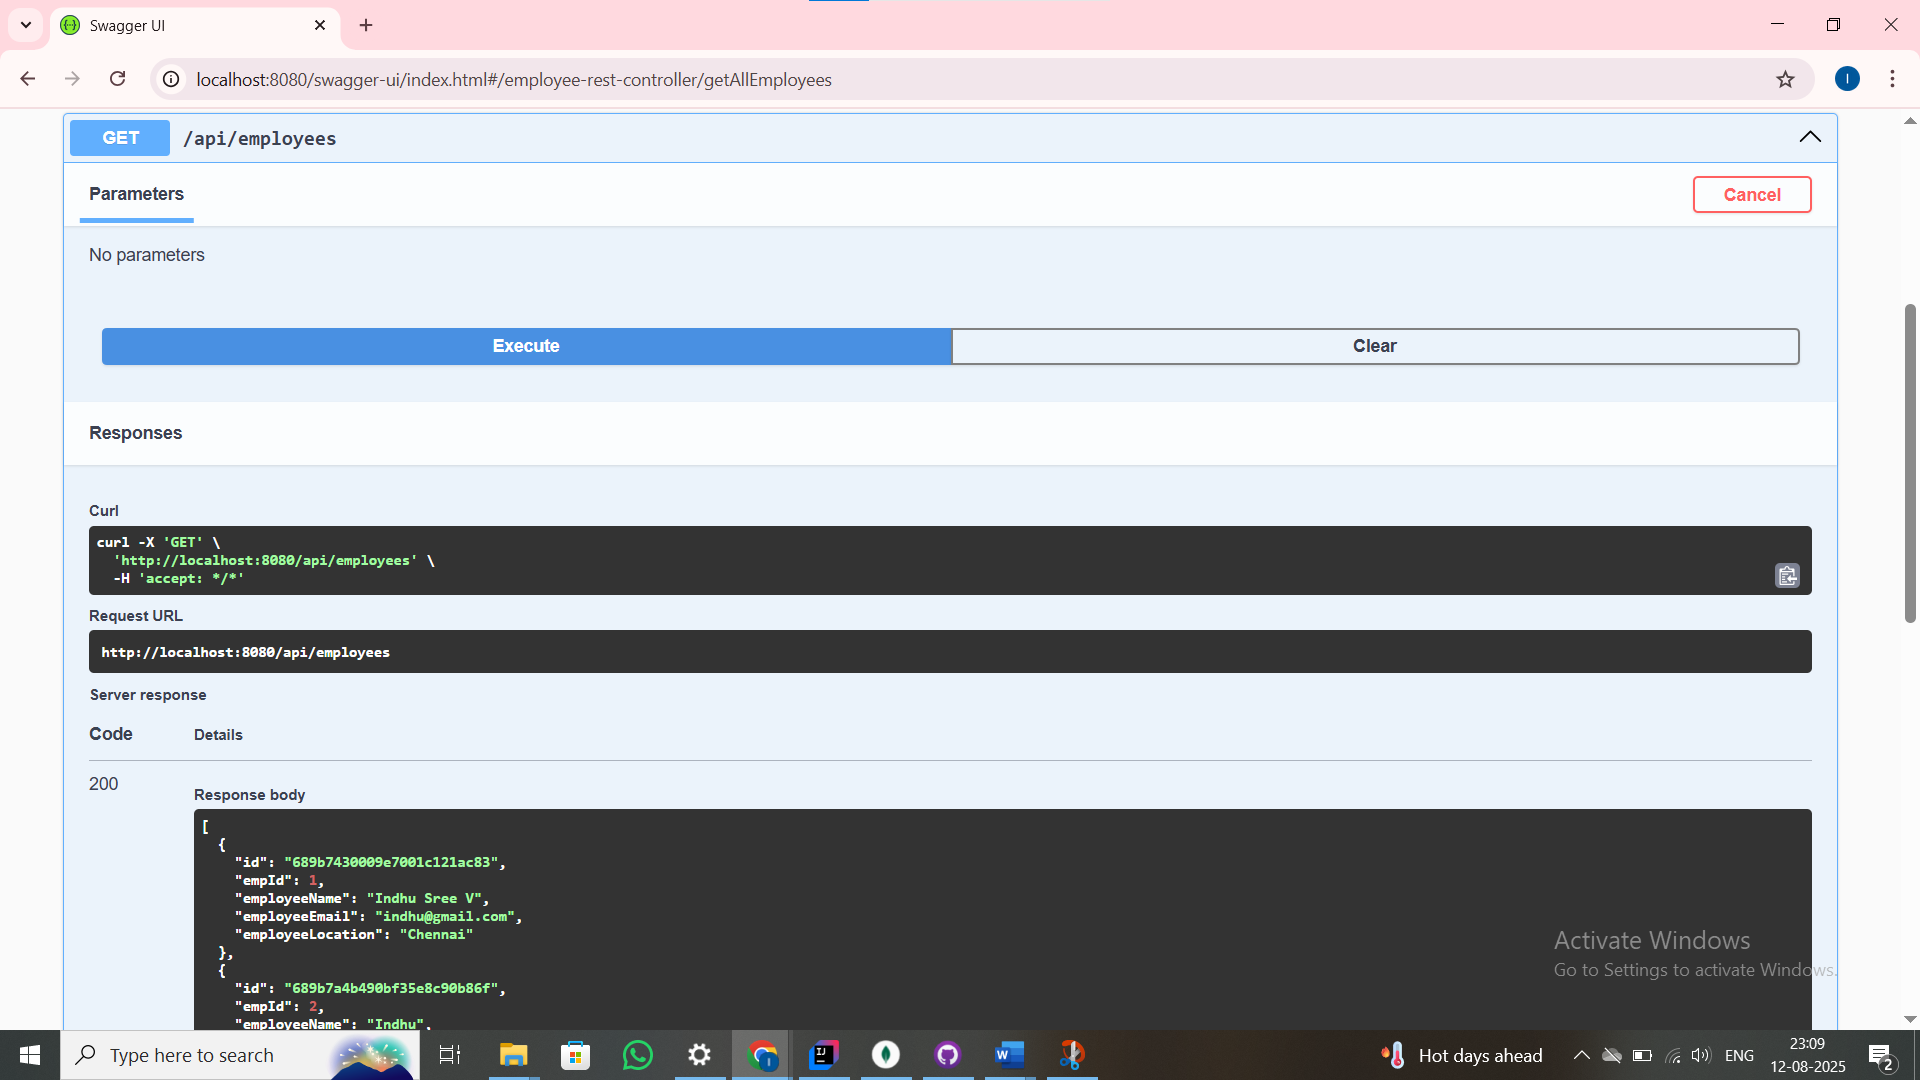 Swagger UI
localhost:8080/swagger-ui/index.html#/employee-rest-controller/getAllEmployees
I
GET /api/employees
Parameters
Cancel
No parameters
Execute
Clear
Responses
Curl
curl -X 'GET' \
'http://localhost:8080/api/employees' \
-H 'accept: */*'
Request URL
http://localhost:8080/api/employees
Server response
Code Details
200
Response body
[
{
"id": "689b7430009e7001c121ac83",
"empId": 1,
"employeeName": "Indhu Sree V",
"employeeEmail": "indhu@gmail.com",
"employeeLocation": "Chennai"
},
{
"id": "689b7a4b490bf35e8c90b86f",
"empId": 2,
"employeeName": "Indhu",
Activate Windows
Go to Settings to activate Windows.
Type here to search
Hot days ahead
ENG
23:09
12-08-2025
2